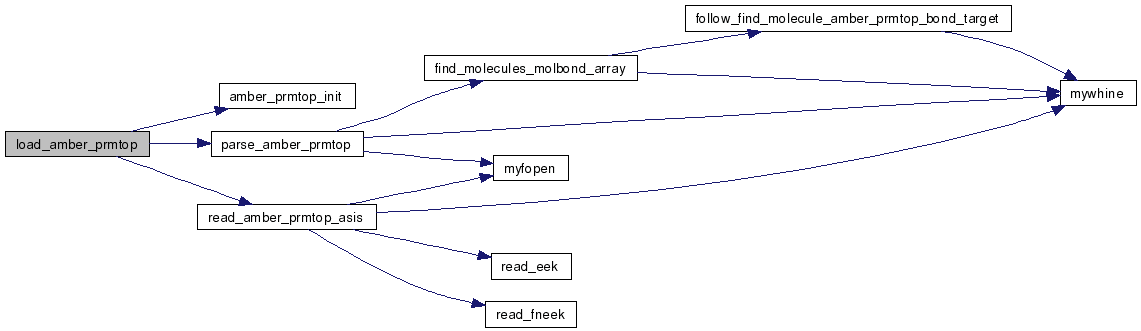 follow_find_molecule_amber_prmtop_bond_target
find_molecules_molbond_array
amber_prmtop_init
mywhine
load_amber_prmtop
parse_amber_prmtop
myfopen
read_amber_prmtop_asis
read_eek
read_fneek